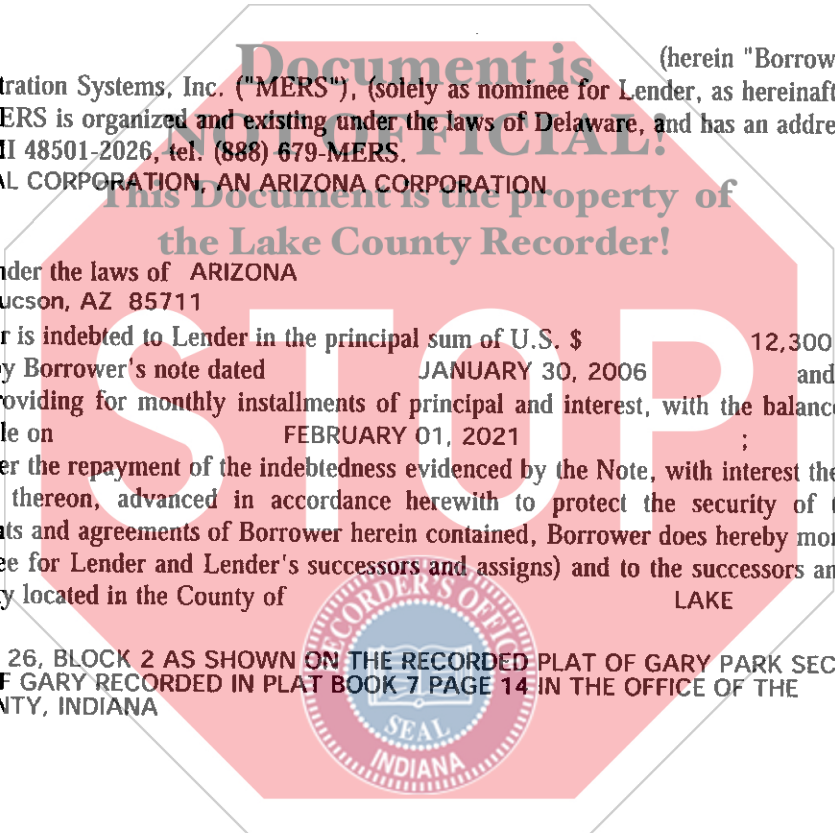 Document is
(herein "Borrow
tration Systems, Inc. ("MERS"), (solely as nominee for Lender, as hereinaft
ERS is organized and existing under the laws of Delaware, and has an addre
NOT OFFICIAL!
MI 48501-2026, tel. (888) 679-MERS.
AL CORPORATION, AN ARIZONA CORPORATION
This Document is the property of
the Lake County Recorder!
nder the laws of ARIZONA
ucson, AZ 85711
STOP
r is indebted to Lender in the principal sum of U.S. $ 12,300
y Borrower's note dated JANUARY 30, 2006 and
roviding for monthly installments of principal and interest, with the balance
le on FEBRUARY 01, 2021 ;
er the repayment of the indebtedness evidenced by the Note, with interest the
thereon, advanced in accordance herewith to protect the security of t
ts and agreements of Borrower herein contained, Borrower does hereby mor
ee for Lender and Lender's successors and assigns) and to the successors an
y located in the County of LAKE
RECORDER'S OFFICE
26, BLOCK 2 AS SHOWN ON THE RECORDED PLAT OF GARY PARK SEC
F GARY RECORDED IN PLAT BOOK 7 PAGE 14 IN THE OFFICE OF THE
NTY, INDIANA
SEAL
INDIANA